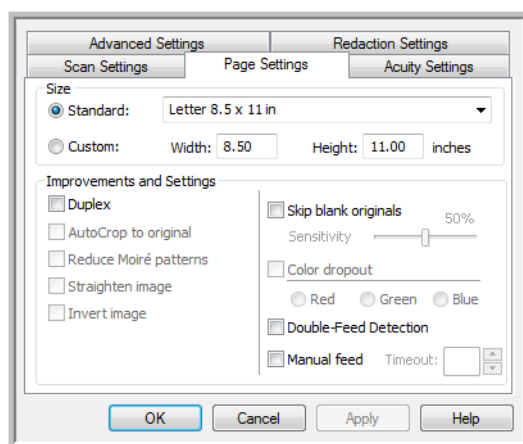 Advanced Settings Redaction Settings
Scan Settings Page Settings Acuity Settings
Size
Standard: Letter 8.5 x 11 in
Custom: Width: 8.50 Height: 11.00 inches
Improvements and Settings
Duplex
AutoCrop to original
Reduce Moiré patterns
Straighten image
Invert image
Skip blank originals 50%
Sensitivity
Color dropout
Red Green Blue
Double-Feed Detection
Manual feed Timeout:
OK Cancel Apply Help